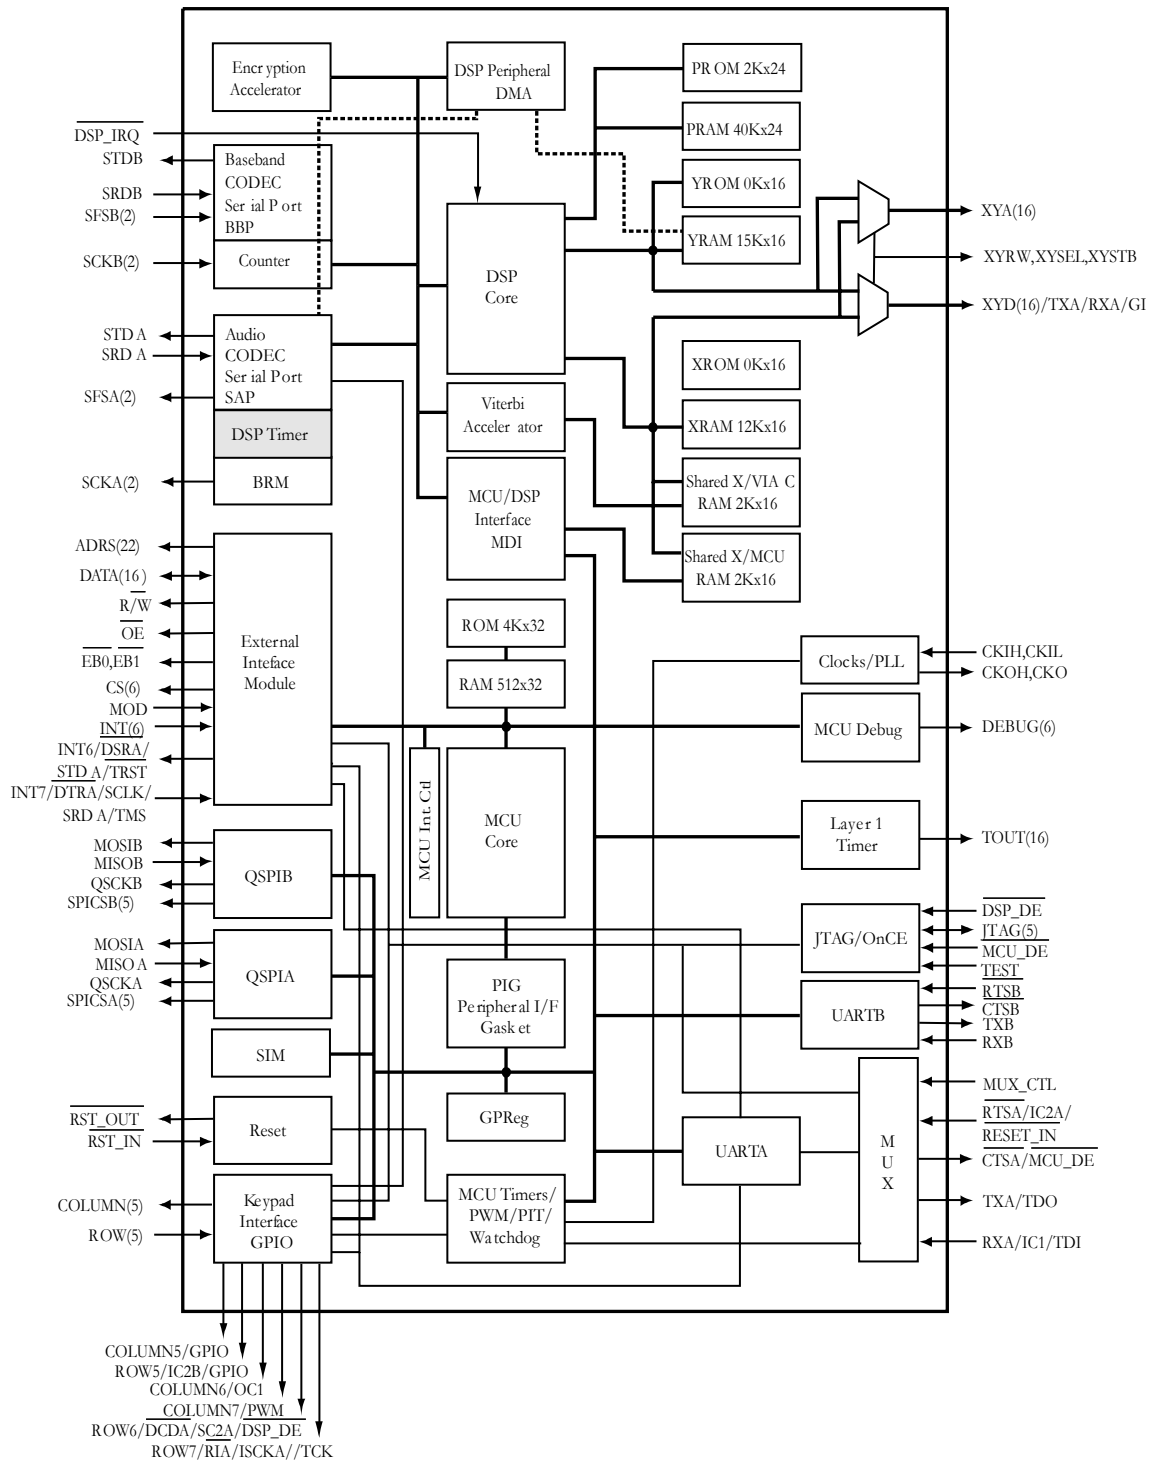 Encryption
Accelerator
DSP Peripheral
DMA
PROM 2Kx24
PRAM 40Kx24
YROM 0Kx16
YRAM 15Kx16
DSP_IRQ
STDB
SRDB
SFSB(2)
SCKB(2)
Baseband
CODEC
Serial Port
BBP
Counter
DSP
Core
XYA(16)
XYRW,XYSEL,XYSTB
XYD(16)/TXA/RXA/GI
STDA
SRDA
SFSA(2)
SCKA(2)
Audio
CODEC
Serial Port
SAP
DSP Timer
BRM
Viterbi
Accelerator
MCU/DSP
Interface
MDI
XROM 0Kx16
XRAM 12Kx16
Shared X/VIAC
RAM 2Kx16
Shared X/MCU
RAM 2Kx16
ADRS(22)
DATA(16)
R/W
OE
EB0,EB1
CS(6)
MOD
INT(6)
INT6/DSRA/
STDA/TRST
INT7/DTRA/SCLK/
SRDA/TMS
External
Inteface
Module
ROM 4Kx32
RAM 512x32
MCU Int. Ctl
MCU
Core
Clocks/PLL
CKIH,CKIL
CKOH,CKO
MCU Debug
DEBUG(6)
Layer 1
Timer
TOUT(16)
MOSIB
MISOB
QSCKB
SPICSB(5)
QSPIB
MOSIA
MISOA
QSCKA
SPICSA(5)
QSPIA
SIM
PIG
Peripheral I/F
Gasket
GPReg
JTAG/OnCE
DSP_DE
JTAG(5)
MCU_DE
TEST
UARTB
RTSB
CTSB
TXB
RXB
RST_OUT
RST_IN
Reset
UARTA
MUX
MUX_CTL
RTSA/IC2A/
RESET_IN
CTSA/MCU_DE
TXA/TDO
RXA/IC1/TDI
COLUMN(5)
ROW(5)
Keypad
Interface
GPIO
MCU Timers/
PWM/PIT/
Watchdog
COLUMN5/GPIO
ROW5/IC2B/GPIO
COLUMN6/OC1
COLUMN7/PWM
ROW6/DCDA/SC2A/DSP_DE
ROW7/RIA/ISCKA//TCK